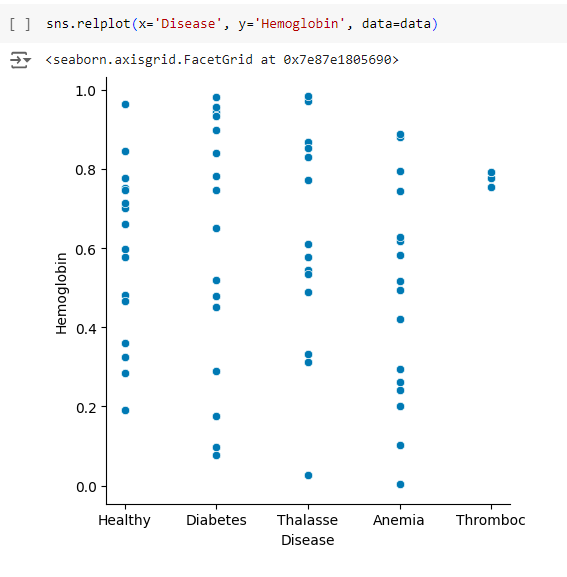 [ ] sns.relplot(x='Disease', y='Hemoglobin', data=data)
<seaborn.axisgrid.FacetGrid at 0x7e87e1805690>
1.0
0.8
0.6
0.4
0.2
0.0
Hemoglobin
Healthy Diabetes Thalasse Anemia Thromboc
Disease